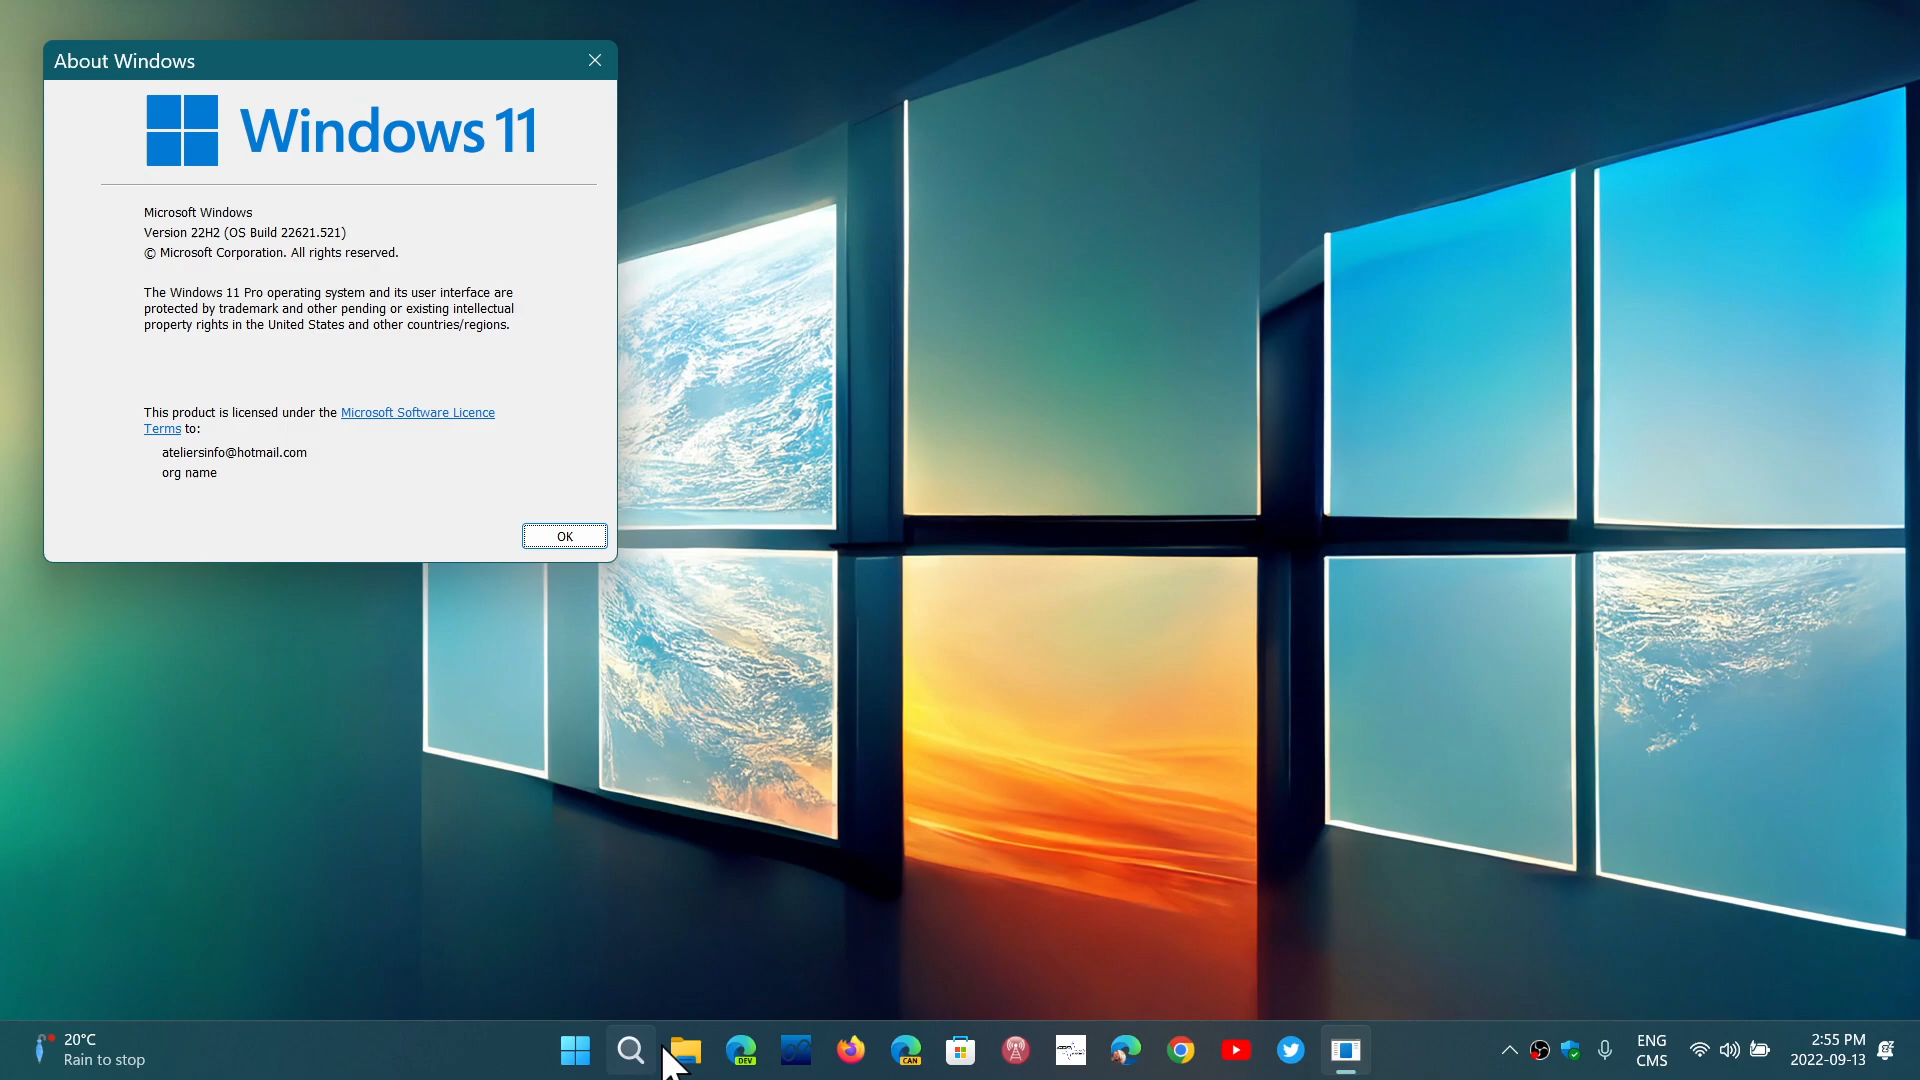 About Windows
Windows 11
Microsoft Windows
Version 22H2 (OS Build 22621.521)
© Microsoft Corporation. All rights reserved.
The Windows 11 Pro operating system and its user interface are
protected by trademark and other pending or existing intellectual
property rights in the United States and other countries/regions.
This product is licensed under the Microsoft Software Licence
Terms to:
ateliersinfo@hotmail.com
org name
OK
20°C
Rain to stop
DEV
CAN
ENG
CMS
2:55 PM
2022-09-13